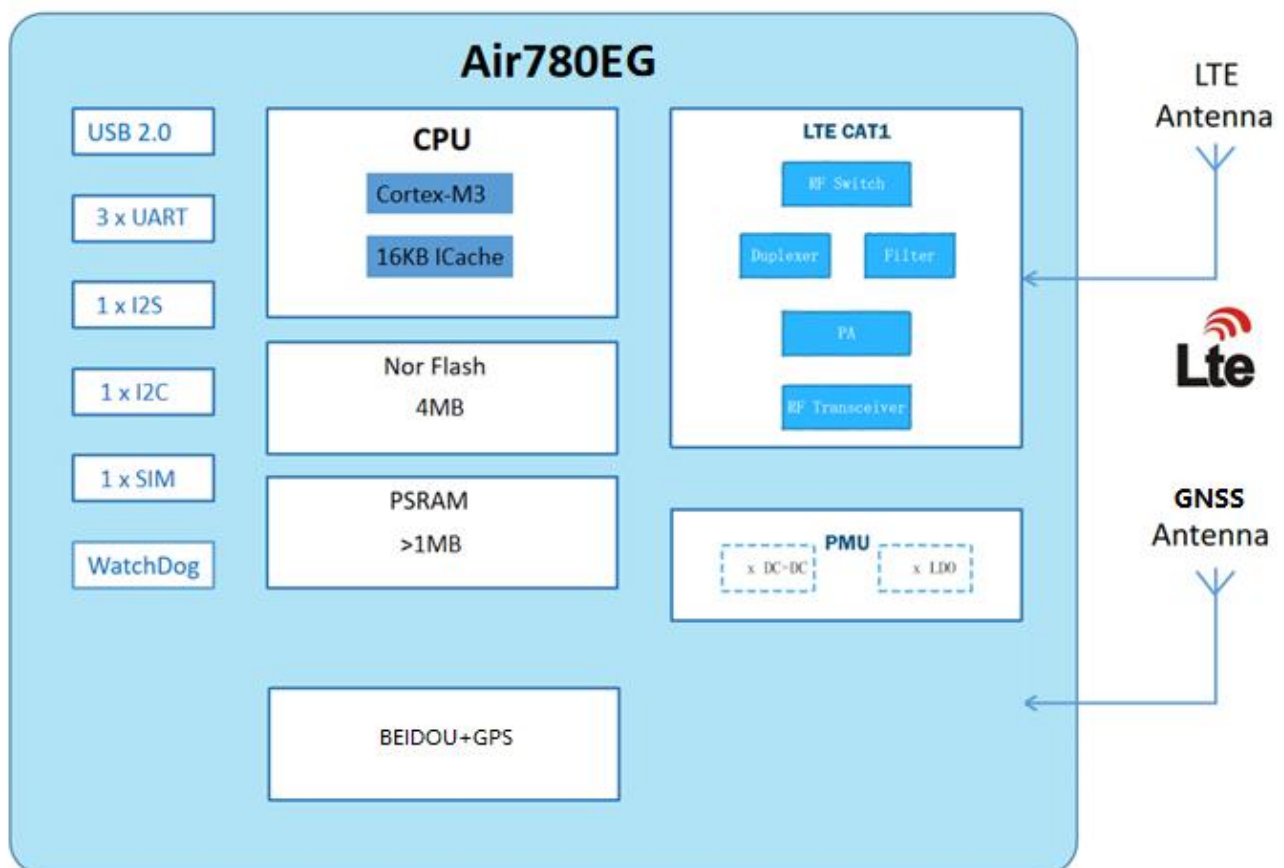 Air780EG
USB 2.0
3 x UART
1 x I2S
1 x I2C
1 x SIM
WatchDog
CPU
Cortex-M3
16KB ICache
Nor Flash
4MB
PSRAM
>1MB
BEIDOU+GPS
LTE CAT1
RF Switch
Duplexer
Filter
PA
RF Transceiver
PMU
x DC-DC
x LDO
LTE
Antenna
Lte
GNSS
Antenna